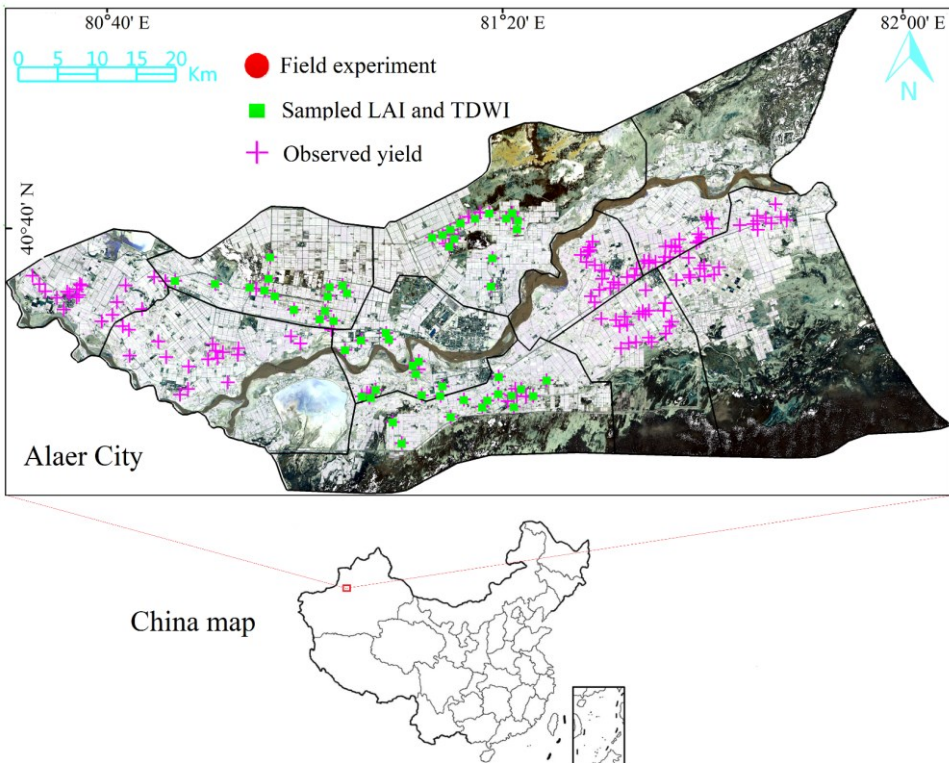 80°40' E
81°20' E
82°00' E
0 5 10 15 20
Km
Field experiment
Sampled LAI and TDWI
Observed yield
N
40°40' N
Alaer City
China map